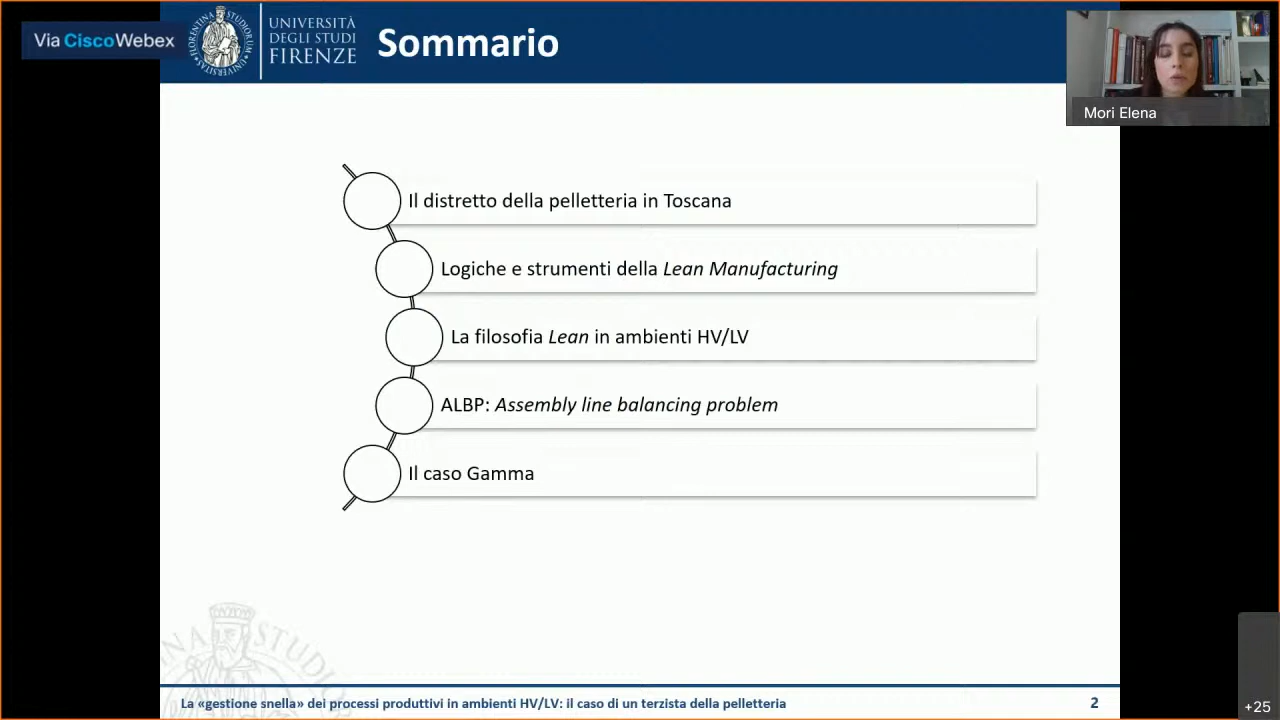 Via CiscoWebex
UNIVERSITÀ
DEGLI STUDI
FIRENZE
Sommario
Mori Elena
Il distretto della pelletteria in Toscana
Logiche e strumenti della Lean Manufacturing
La filosofia Lean in ambienti HV/LV
ALBP: Assembly line balancing problem
Il caso Gamma
La «gestione snella» dei processi produttivi in ambienti HV/LV: il caso di un terzista della pelletteria
2
+25